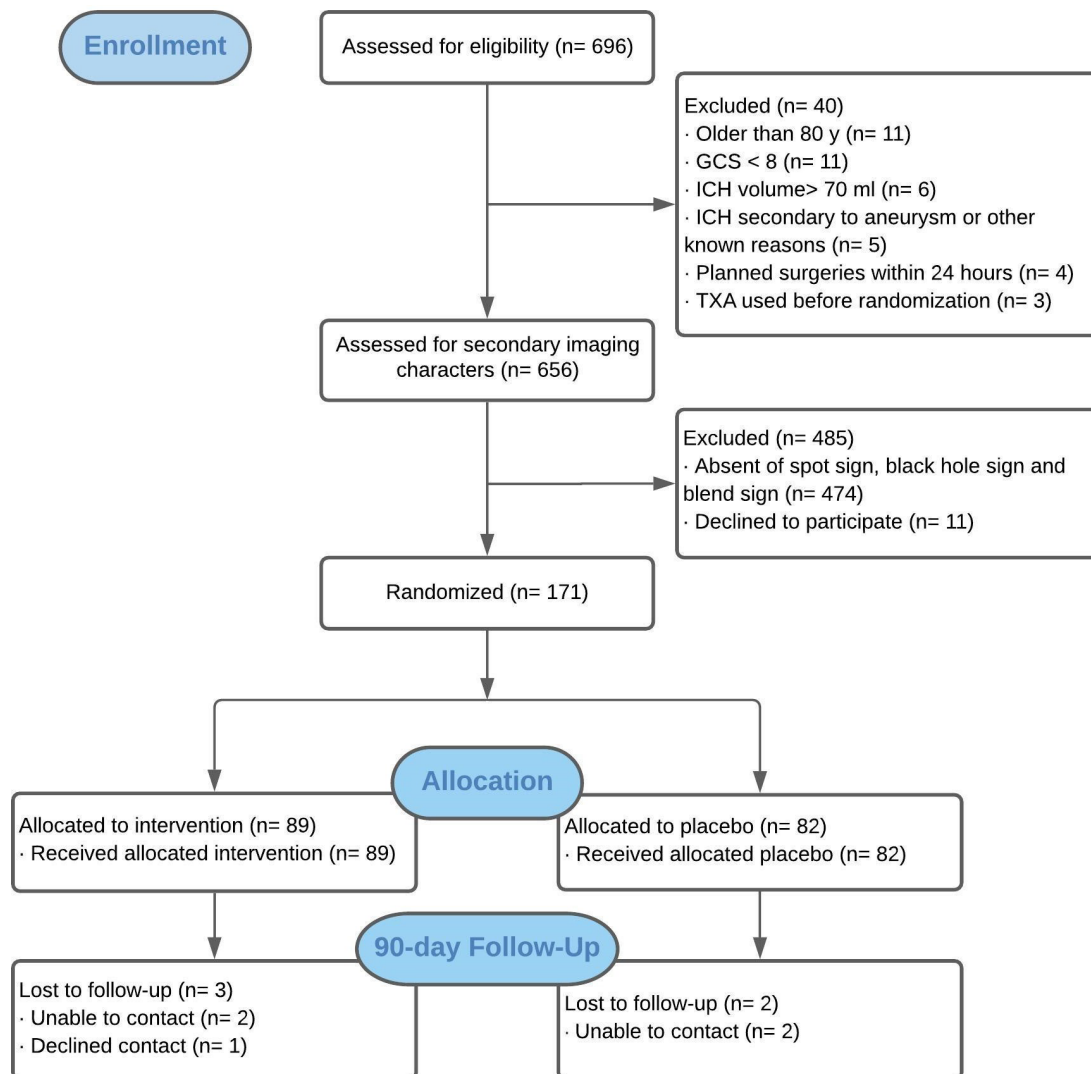 Enrollment
Assessed for eligibility (n= 696)
Excluded (n= 40)
· Older than 80 y (n= 11)
· GCS < 8 (n= 11)
· ICH volume> 70 ml (n= 6)
· ICH secondary to aneurysm or other
known reasons (n= 5)
· Planned surgeries within 24 hours (n= 4)
· TXA used before randomization (n= 3)
Assessed for secondary imaging
characters (n= 656)
Excluded (n= 485)
· Absent of spot sign, black hole sign and
blend sign (n= 474)
· Declined to participate (n= 11)
Randomized (n= 171)
Allocation
Allocated to intervention (n= 89)
· Received allocated intervention (n= 89)
Allocated to placebo (n= 82)
· Received allocated placebo (n= 82)
90-day Follow-Up
Lost to follow-up (n= 3)
· Unable to contact (n= 2)
· Declined contact (n= 1)
Lost to follow-up (n= 2)
· Unable to contact (n= 2)